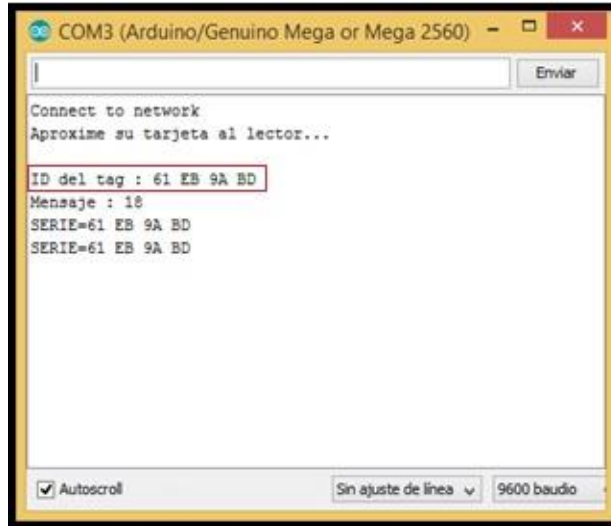 COM3 (Arduino/Genuino Mega or Mega 2560)
Enviar
Connect to network
Aproxime su tarjeta al lector...
ID del tag : 61 EB 9A BD
Mensaje : 18
SERIE=61 EB 9A BD
SERIE=61 EB 9A BD
Autoscroll Sin ajuste de línea 9600 baudio